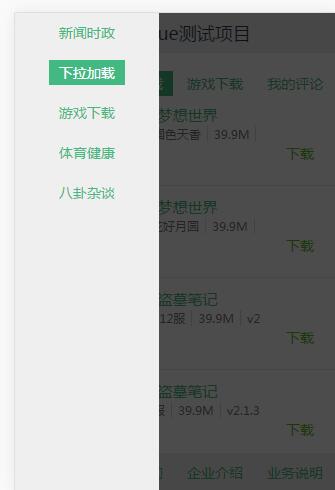 新闻时政
下拉加载
游戏下载
体育健康
八卦杂谈
ue测试项目
游戏下载 我的评论
梦想世界
国色天香 39.9M
下载
梦想世界
花好月圆 39.9M
下载
盗墓笔记
12服 39.9M v2
下载
盗墓笔记
服 39.9M v2.1.3
下载
企业介绍 业务说明